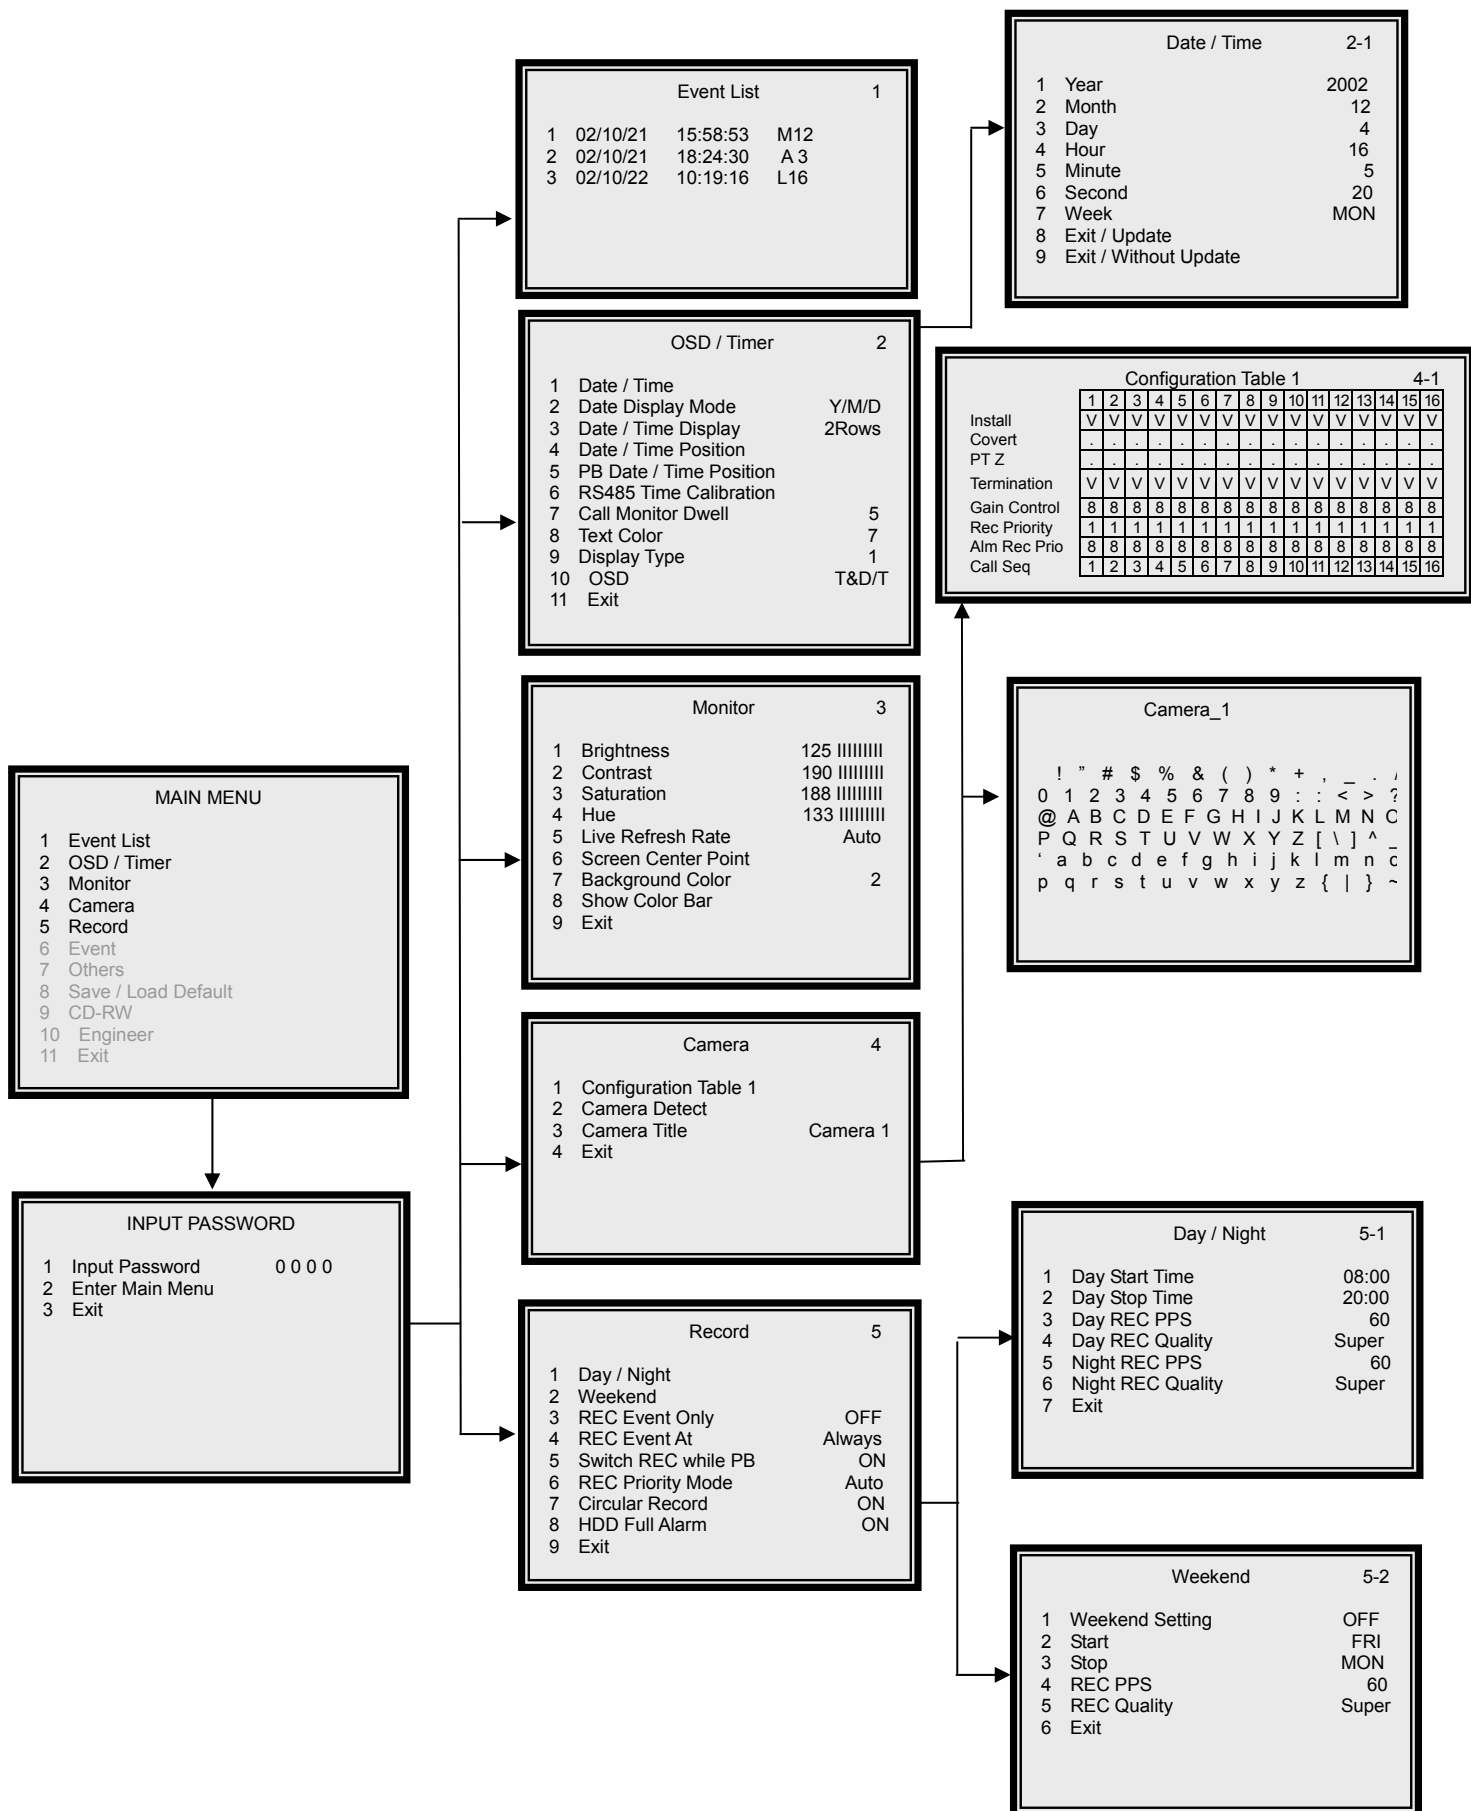 MAIN MENU
1 Event List
2 OSD / Timer
3 Monitor
4 Camera
5 Record
6 Event
7 Others
8 Save / Load Default
9 CD-RW
10 Engineer
11 Exit
INPUT PASSWORD
1 Input Password 0 0 0 0
2 Enter Main Menu
3 Exit
Event List 1
1 02/10/21 15:58:53 M12
2 02/10/21 18:24:30 A 3
3 02/10/22 10:19:16 L16
OSD / Timer 2
1 Date / Time
2 Date Display Mode Y/M/D
3 Date / Time Display 2Rows
4 Date / Time Position
5 PB Date / Time Position
6 RS485 Time Calibration
7 Call Monitor Dwell 5
8 Text Color 7
9 Display Type 1
10 OSD T&D/T
11 Exit
Monitor 3
1 Brightness 125 IIIIIIIII
2 Contrast 190 IIIIIIIII
3 Saturation 188 IIIIIIIII
4 Hue 133 IIIIIIIII
5 Live Refresh Rate Auto
6 Screen Center Point
7 Background Color 2
8 Show Color Bar
9 Exit
Camera 4
1 Configuration Table 1
2 Camera Detect
3 Camera Title Camera 1
4 Exit
Record 5
1 Day / Night
2 Weekend
3 REC Event Only OFF
4 REC Event At Always
5 Switch REC while PB ON
6 REC Priority Mode Auto
7 Circular Record ON
8 HDD Full Alarm ON
9 Exit
Date / Time 2-1
1 Year 2002
2 Month 12
3 Day 4
4 Hour 16
5 Minute 5
6 Second 20
7 Week MON
8 Exit / Update
9 Exit / Without Update
Configuration Table 1 4-1
1 2 3 4 5 6 7 8 9 10 11 12 13 14 15 16
Install V V V V V V V V V V V V V V V V
Covert . . . . . . . . . . . . . . . .
PT Z . . . . . . . . . . . . . . . .
Termination V V V V V V V V V V V V V V V V
Gain Control 8 8 8 8 8 8 8 8 8 8 8 8 8 8 8 8
Rec Priority 1 1 1 1 1 1 1 1 1 1 1 1 1 1 1 1
Alm Rec Prio 8 8 8 8 8 8 8 8 8 8 8 8 8 8 8 8
Call Seq 1 2 3 4 5 6 7 8 9 10 11 12 13 14 15 16
Camera_1
! ” # $ % & ( ) * + , _ . /
0 1 2 3 4 5 6 7 8 9 : : < > ?
@ A B C D E F G H I J K L M N O
P Q R S T U V W X Y Z [ \ ] ^ _
‘ a b c d e f g h i j k l m n o
p q r s t u v w x y z { | } ~
Day / Night 5-1
1 Day Start Time 08:00
2 Day Stop Time 20:00
3 Day REC PPS 60
4 Day REC Quality Super
5 Night REC PPS 60
6 Night REC Quality Super
7 Exit
Weekend 5-2
1 Weekend Setting OFF
2 Start FRI
3 Stop MON
4 REC PPS 60
5 REC Quality Super
6 Exit